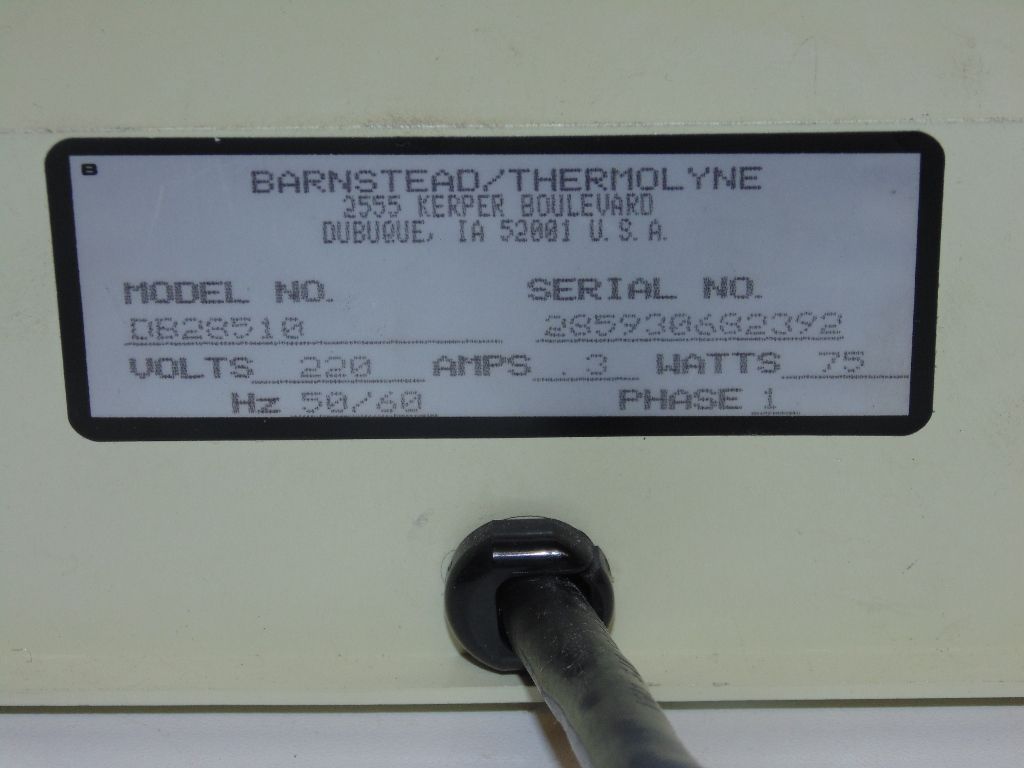 B
BARNSTEAD/THERMOLYNE
2555 KERPER BOULEVARD
DUBUQUE, IA 52001 U.S.A.
MODEL NO. SERIAL NO.
DB28510 285930682392
VOLTS 220 AMPS .3 WATTS 75
Hz 50/60 PHASE 1